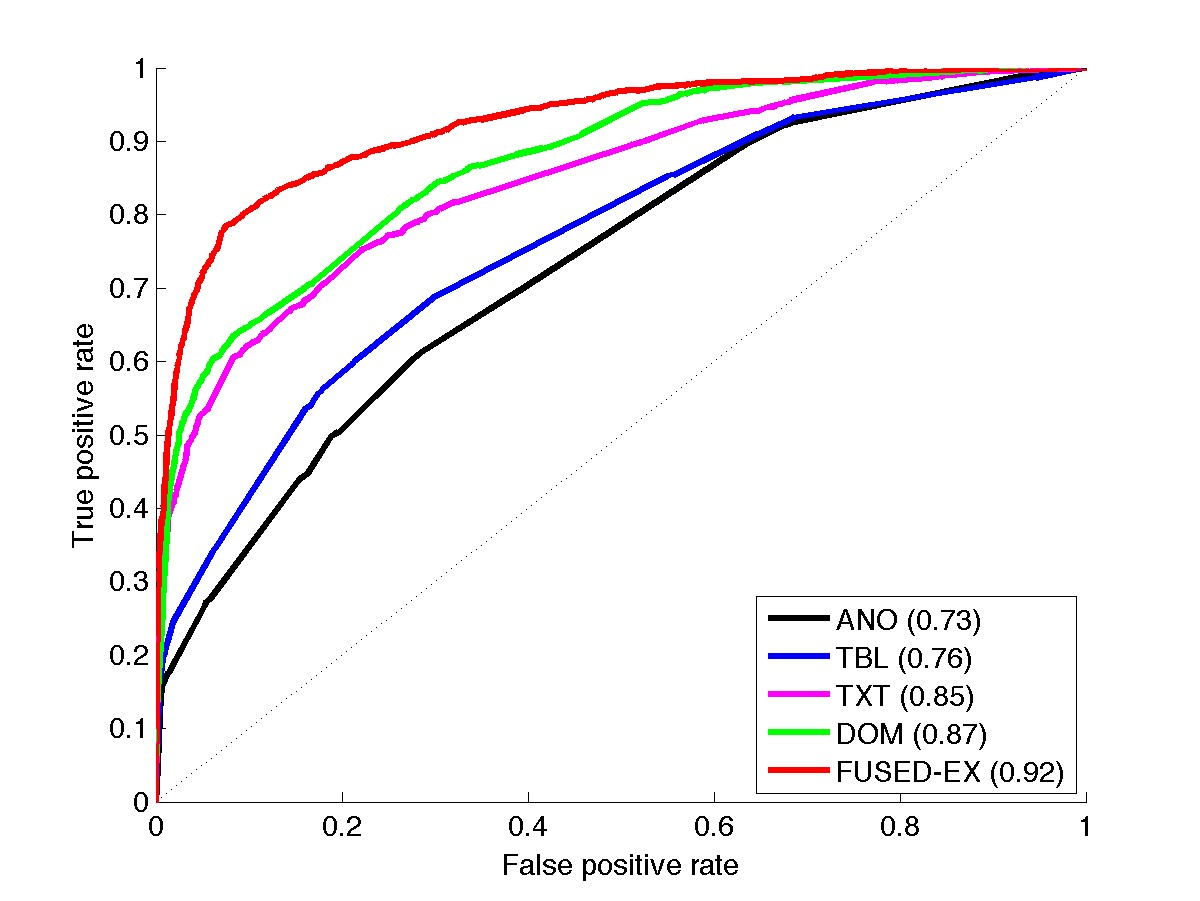 1
0.9
0.8
0.7
0.6
0.5
0.4
0.3
0.2
0.1
0
True positive rate
0 0.2 0.4 0.6 0.8 1
False positive rate
ANO (0.73)
TBL (0.76)
TXT (0.85)
DOM (0.87)
FUSED-EX (0.92)